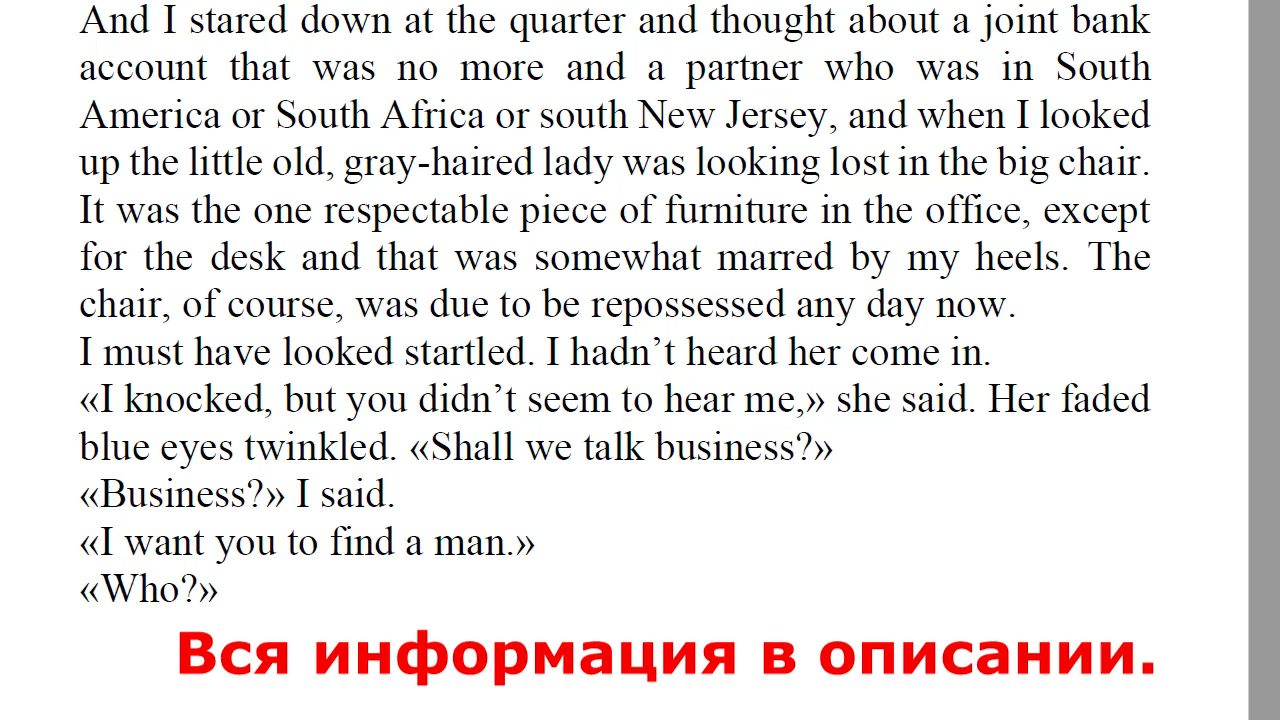 And I stared down at the quarter and thought about a joint bank
account that was no more and a partner who was in South
America or South Africa or south New Jersey, and when I looked
up the little old, gray-haired lady was looking lost in the big chair.
It was the one respectable piece of furniture in the office, except
for the desk and that was somewhat marred by my heels. The
chair, of course, was due to be repossessed any day now.
I must have looked startled. I hadn’t heard her come in.
«I knocked, but you didn’t seem to hear me,» she said. Her faded
blue eyes twinkled. «Shall we talk business?»
«Business?» I said.
«I want you to find a man.»
«Who?»
Вся информация в описании.